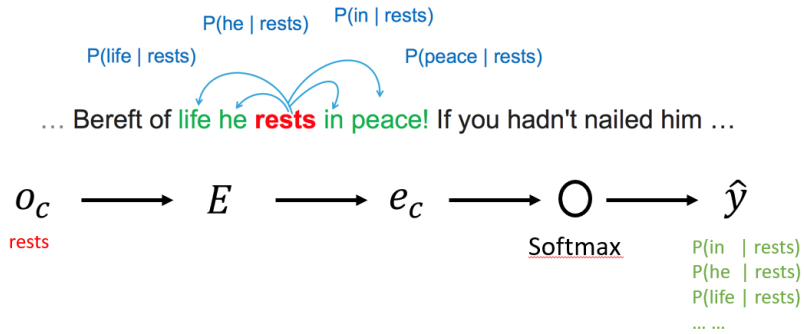 P(in | rests)
P(he | rests)
P(life | rests)
P(peace | rests)
... Bereft of life he rests in peace! If you hadn't nailed him ...
o_c E e_c ŷ
rests
Softmax
P(in | rests)
P(he | rests)
P(life | rests)
... ...